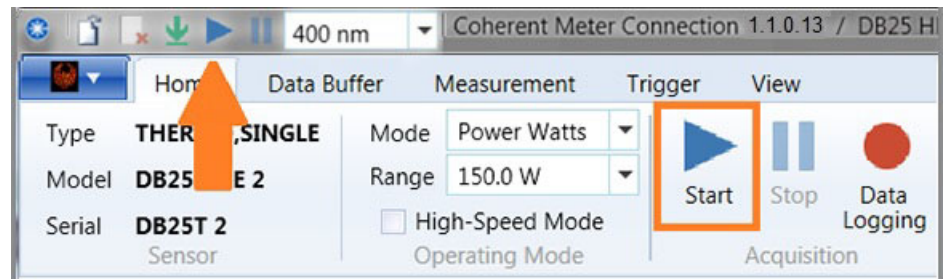 400 nm Coherent Meter Connection 1.1.0.13 / DB25
Home Data Buffer Measurement Trigger View
Type THER ,SINGLE Mode Power Watts
Model DB25 E 2 Range 150.0 W
Serial DB25T 2 High-Speed Mode
Start Stop Data Logging
Sensor Operating Mode Acquisition